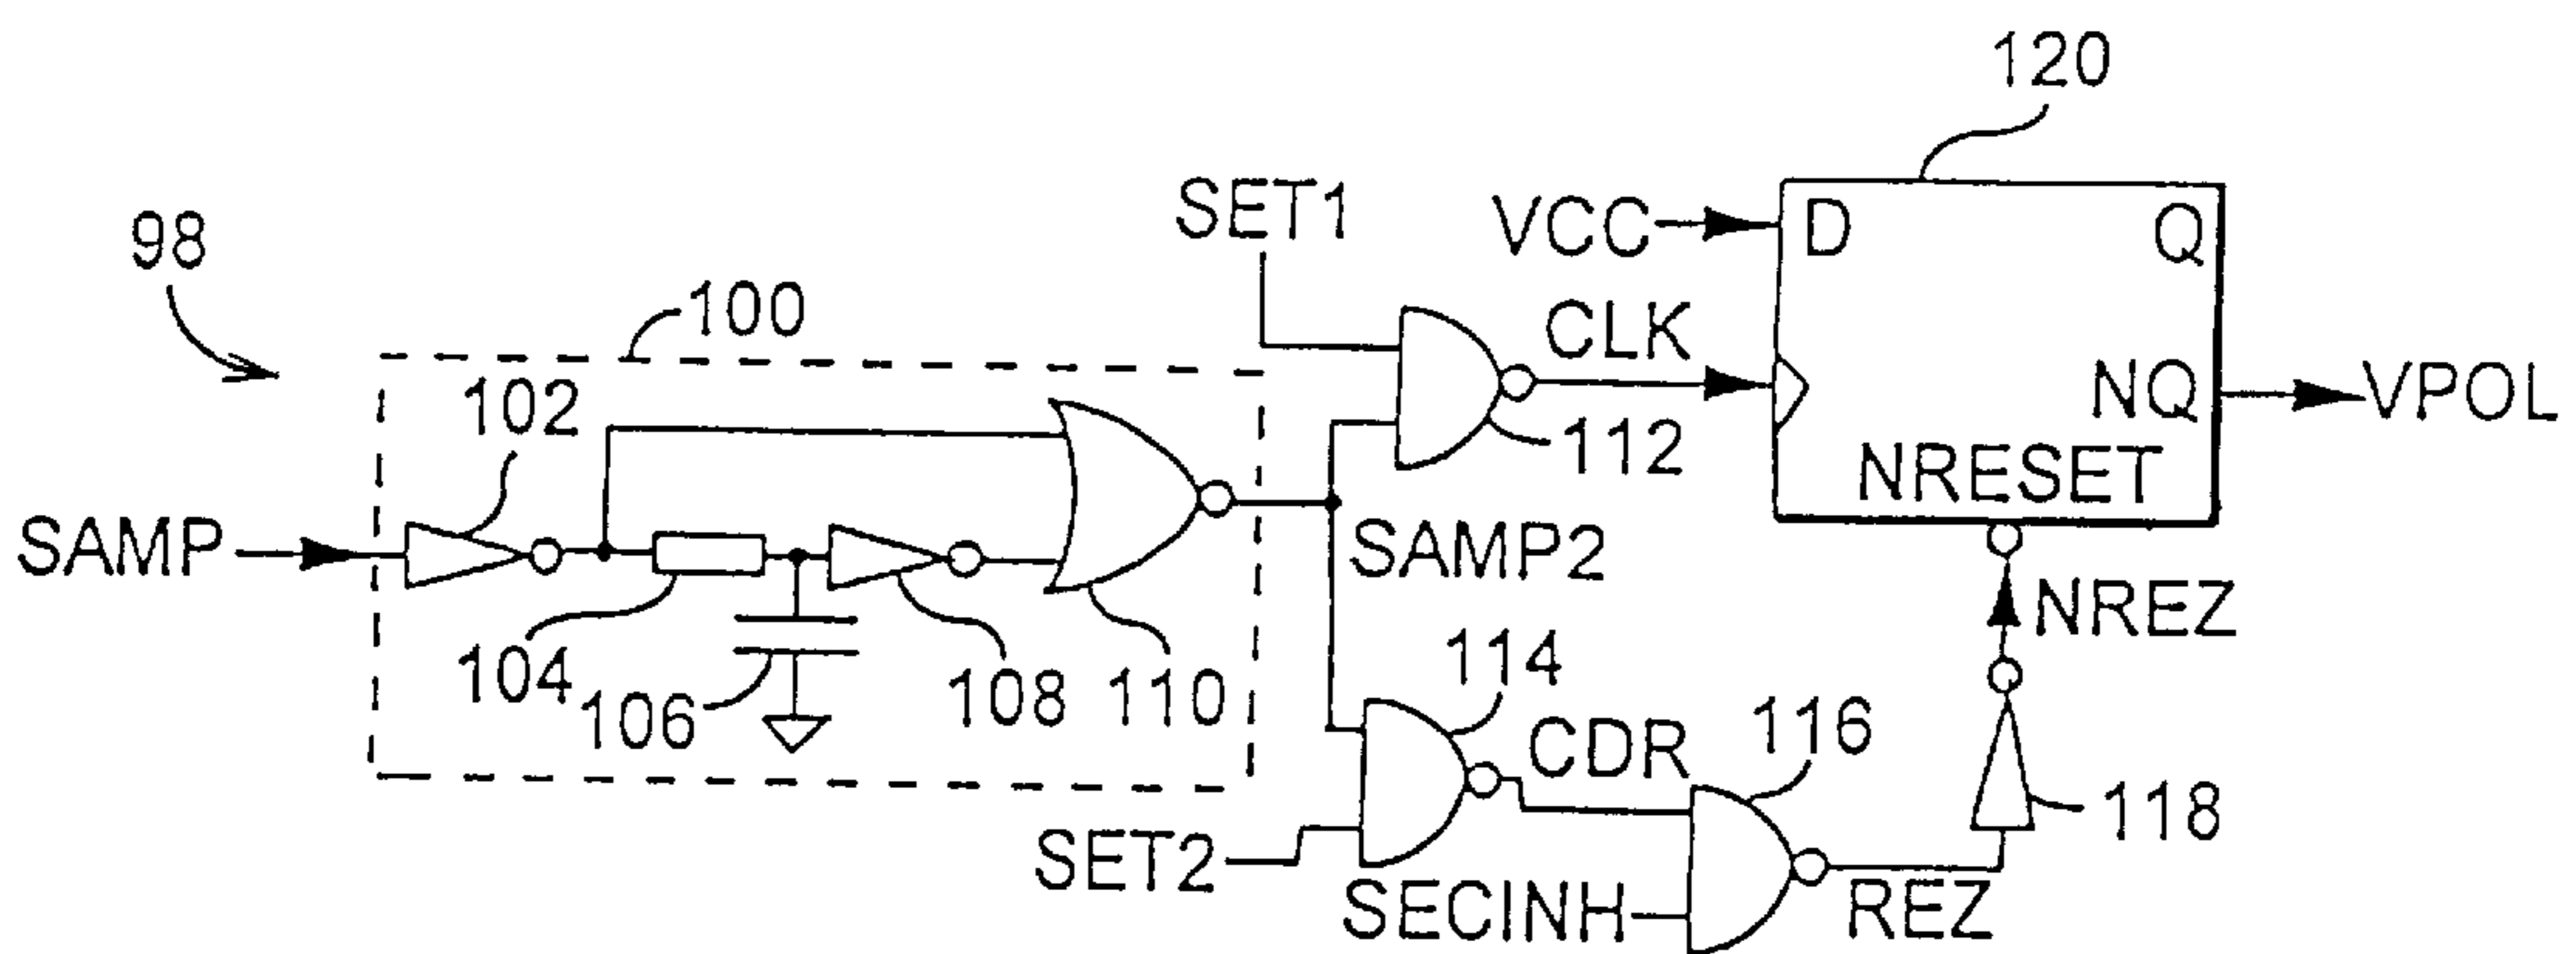 120
98
SET1
VCC
D
Q
100
CLK
102
NQ
VPOL
112
NRESET
SAMP
SAMP2
NREZ
104
106
108
110
114
CDR
116
118
SET2
SECINH
REZ